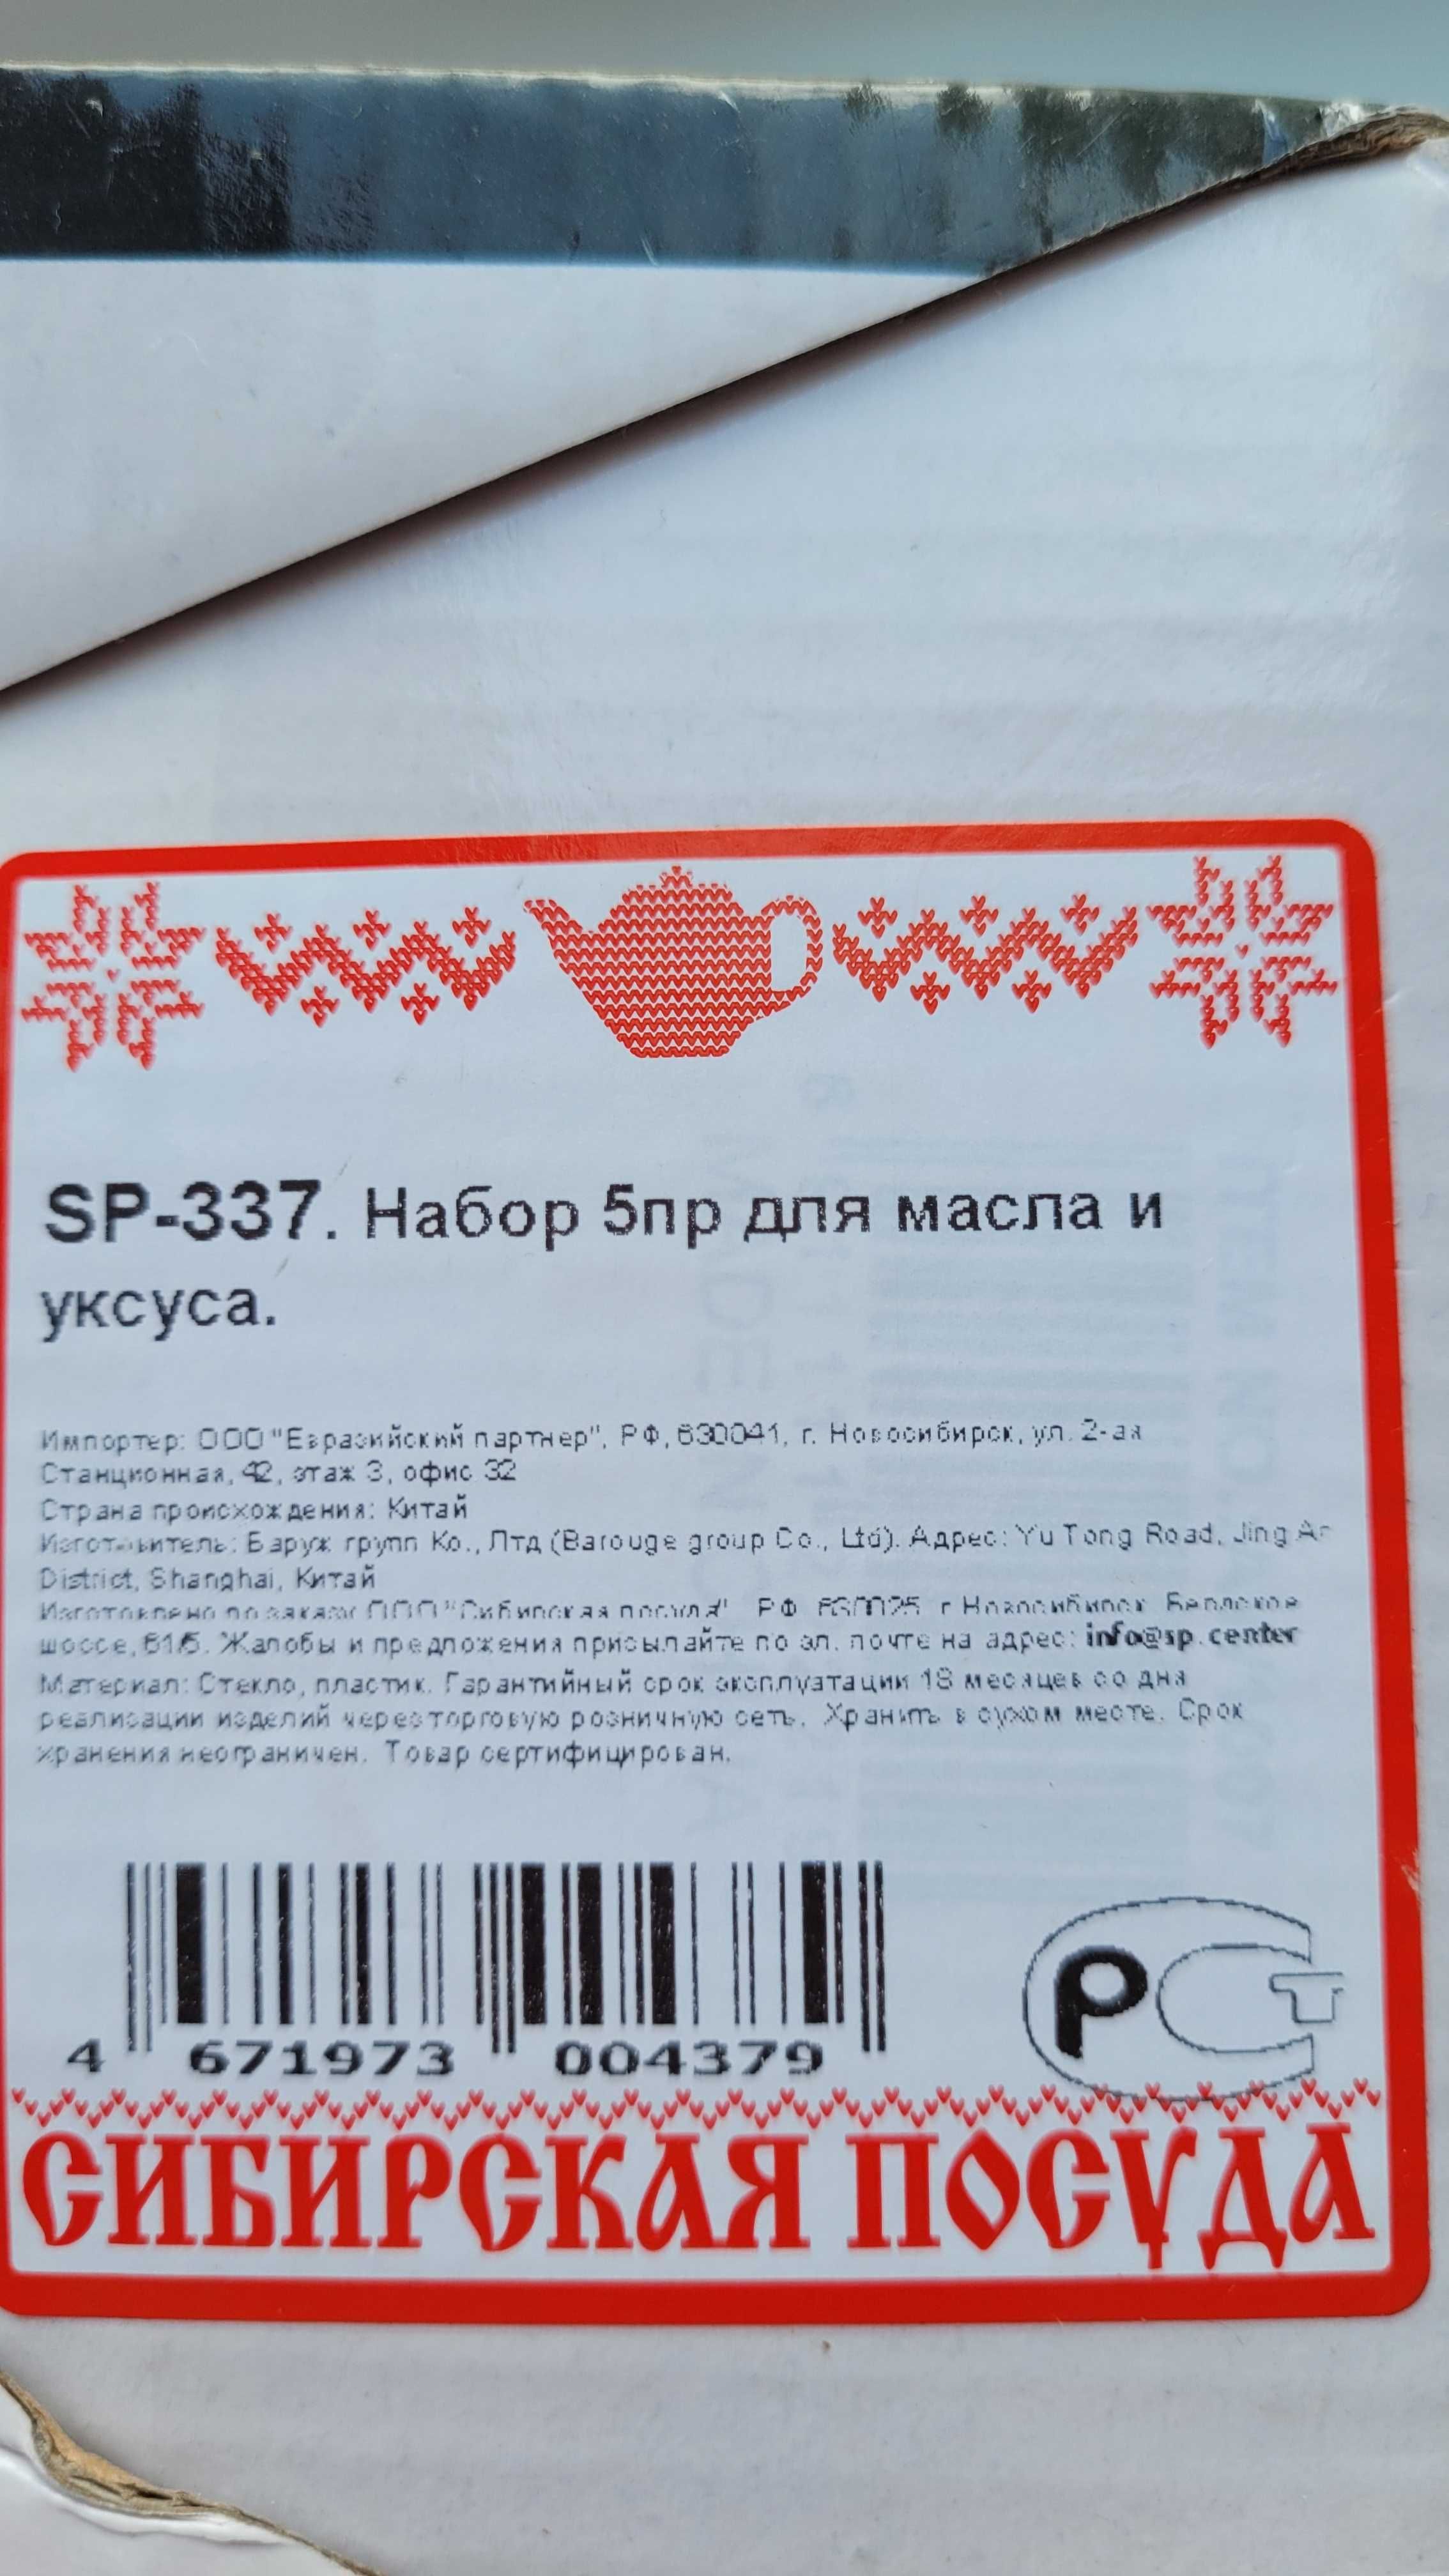 SP-337. Набор 5пр для масла и
уксуса.
Импортер: ООО "Евразийский партнер", РФ, 630041, г. Новосибирск, ул. 2-ая
Станционная, 42, этаж 3, офис 32
Страна происхождения: Китай
Изготовитель: Баруж групп Ко., Лтд (Barouge group Co., Ltd). Адрес: Yu Tong Road, Jing An
District, Shanghai, Китай
Изготовлено по заказу ООО "Сибирская посуда", РФ, 630025, г. Новосибирск, Бердское
шоссе, 61/5. Жалобы и предложения присылайте по эл. почте на адрес: info@sp.center
Материал: Стекло, пластик. Гарантийный срок эксплуатации 18 месяцев со дня
реализации изделий через торговую розничную сеть. Хранить в сухом месте. Срок
хранения неограничен. Товар сертифицирован.
4 671973 004379
РСТ
СИБИРСКАЯ ПОСУДА